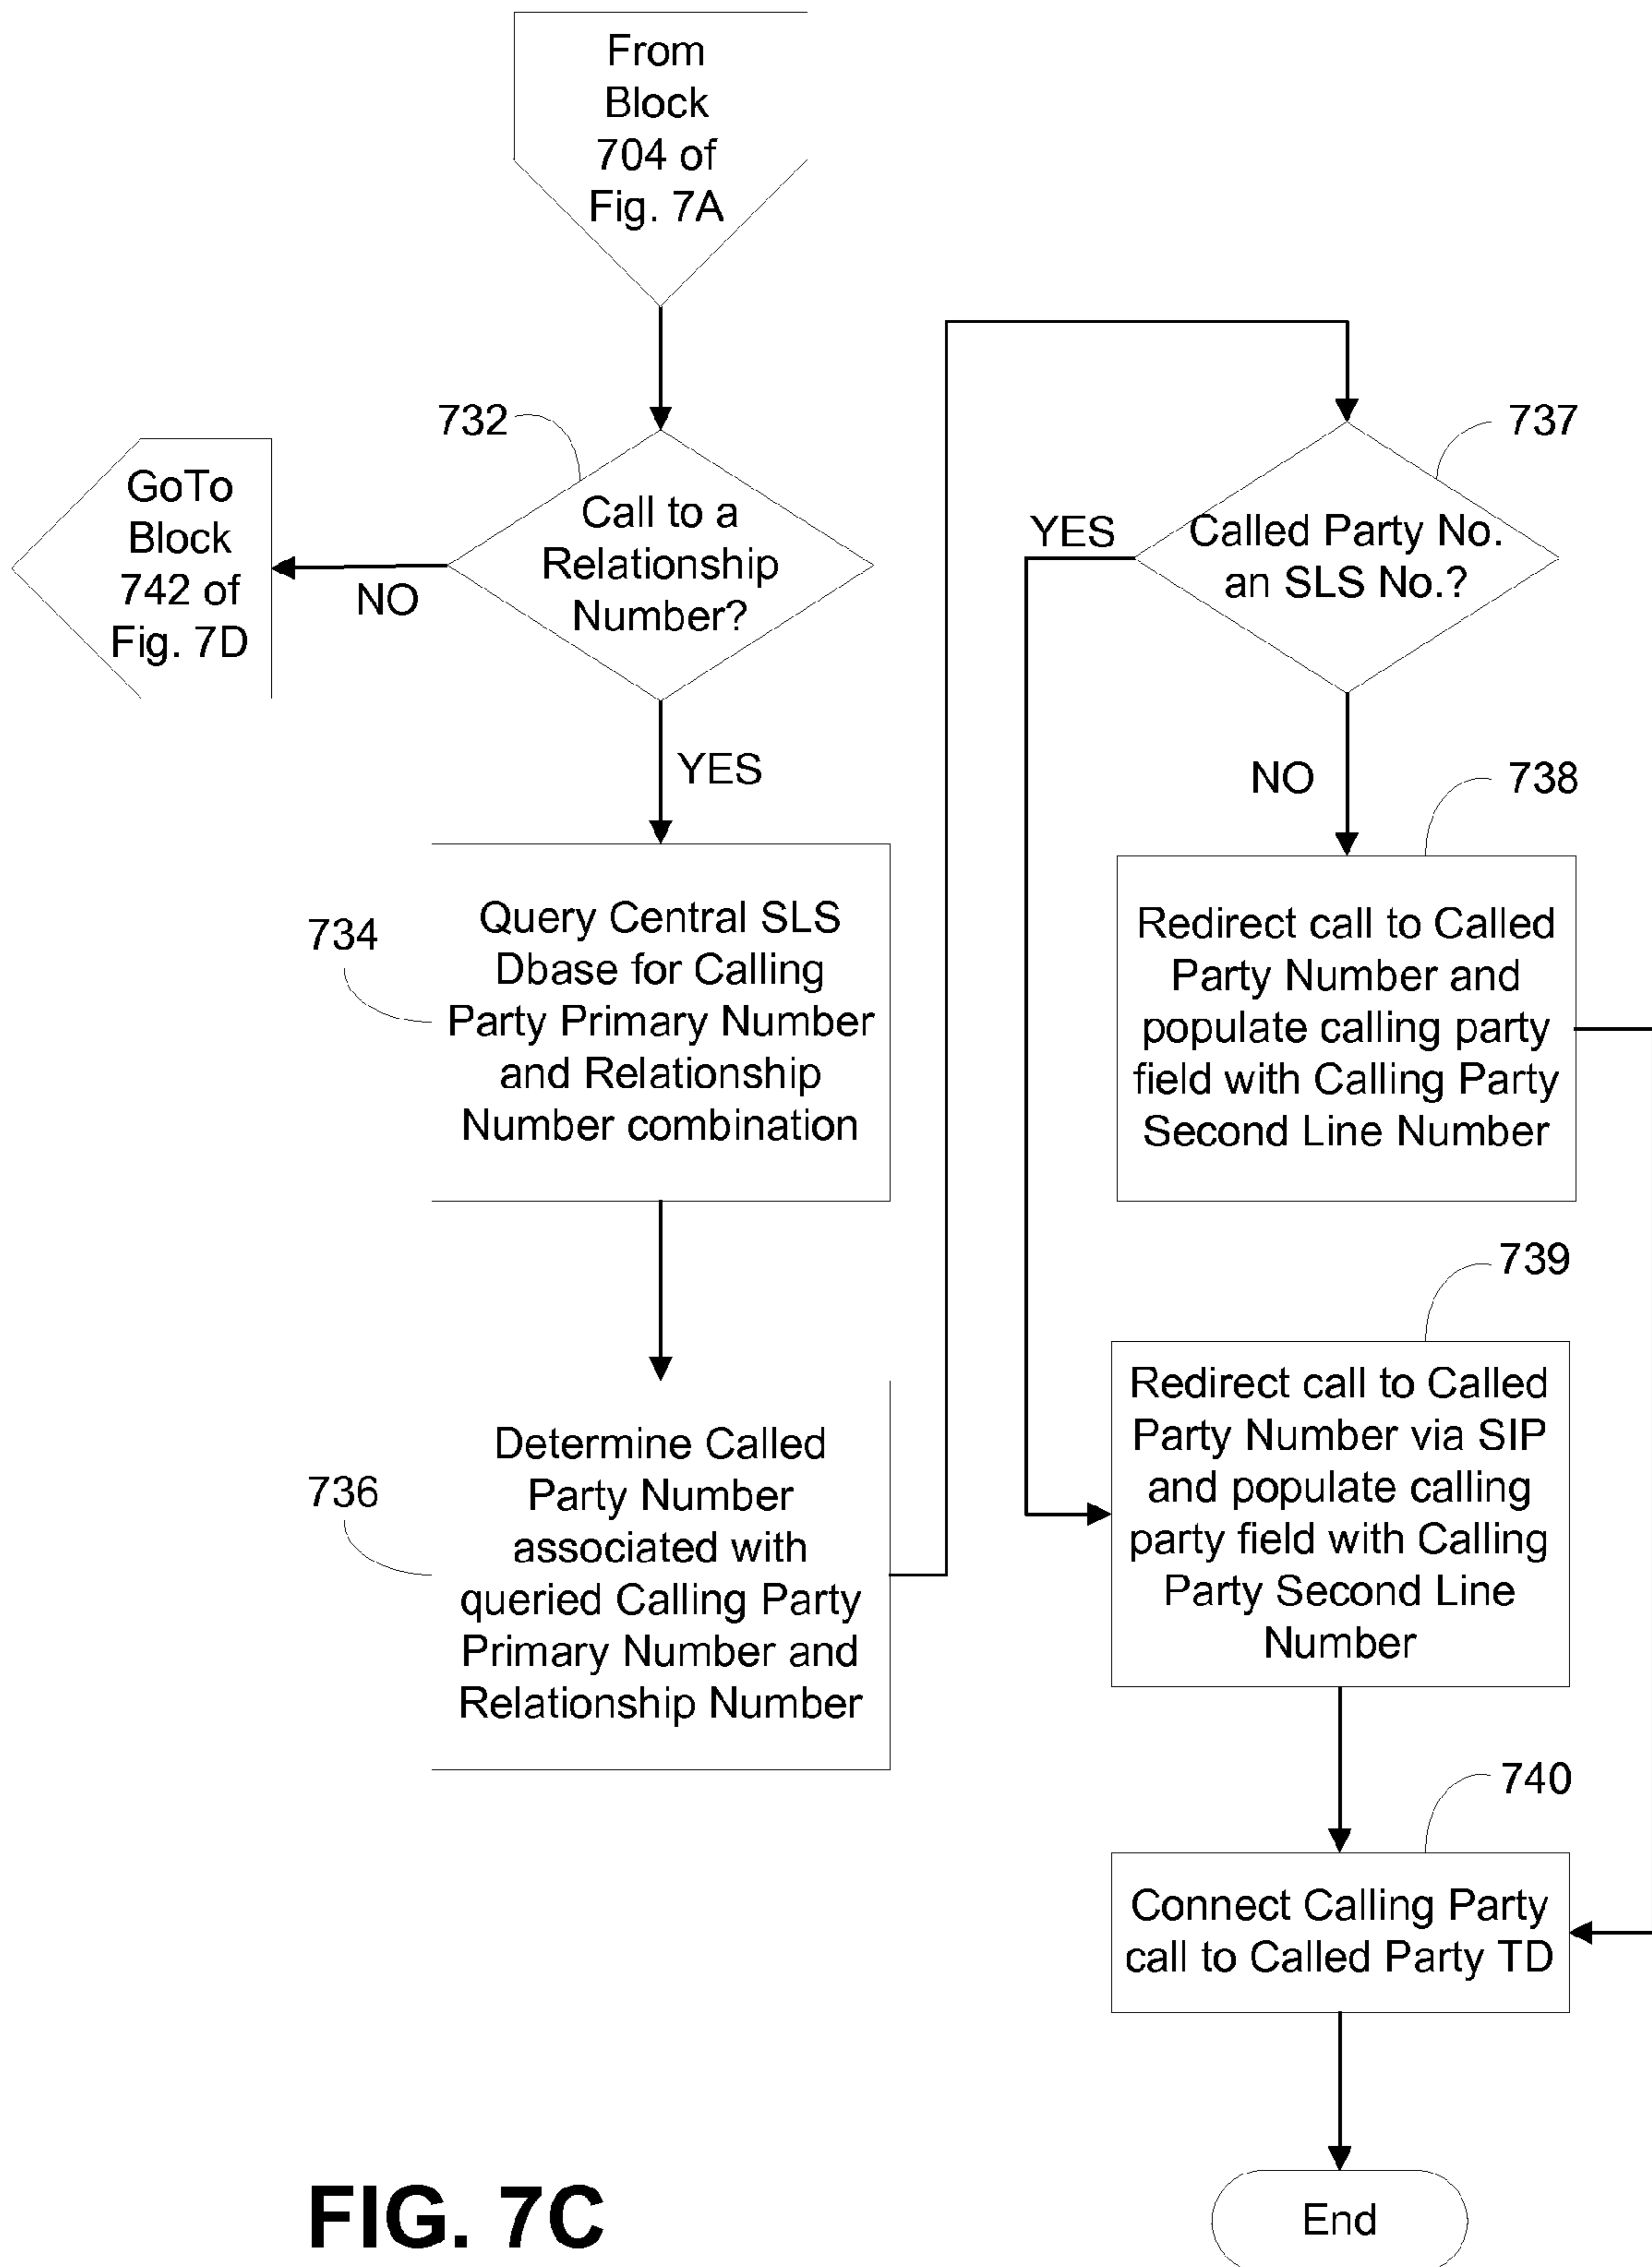 From
Block
704 of
Fig. 7A
732
Call to a
Relationship
Number?
NO
GoTo
Block
742 of
Fig. 7D
YES
734
Query Central SLS
Dbase for Calling
Party Primary Number
and Relationship
Number combination
736
Determine Called
Party Number
associated with
queried Calling Party
Primary Number and
Relationship Number
737
Called Party No.
an SLS No.?
YES
NO
738
Redirect call to Called
Party Number and
populate calling party
field with Calling Party
Second Line Number
739
Redirect call to Called
Party Number via SIP
and populate calling
party field with Calling
Party Second Line
Number
740
Connect Calling Party
call to Called Party TD
End
FIG. 7C